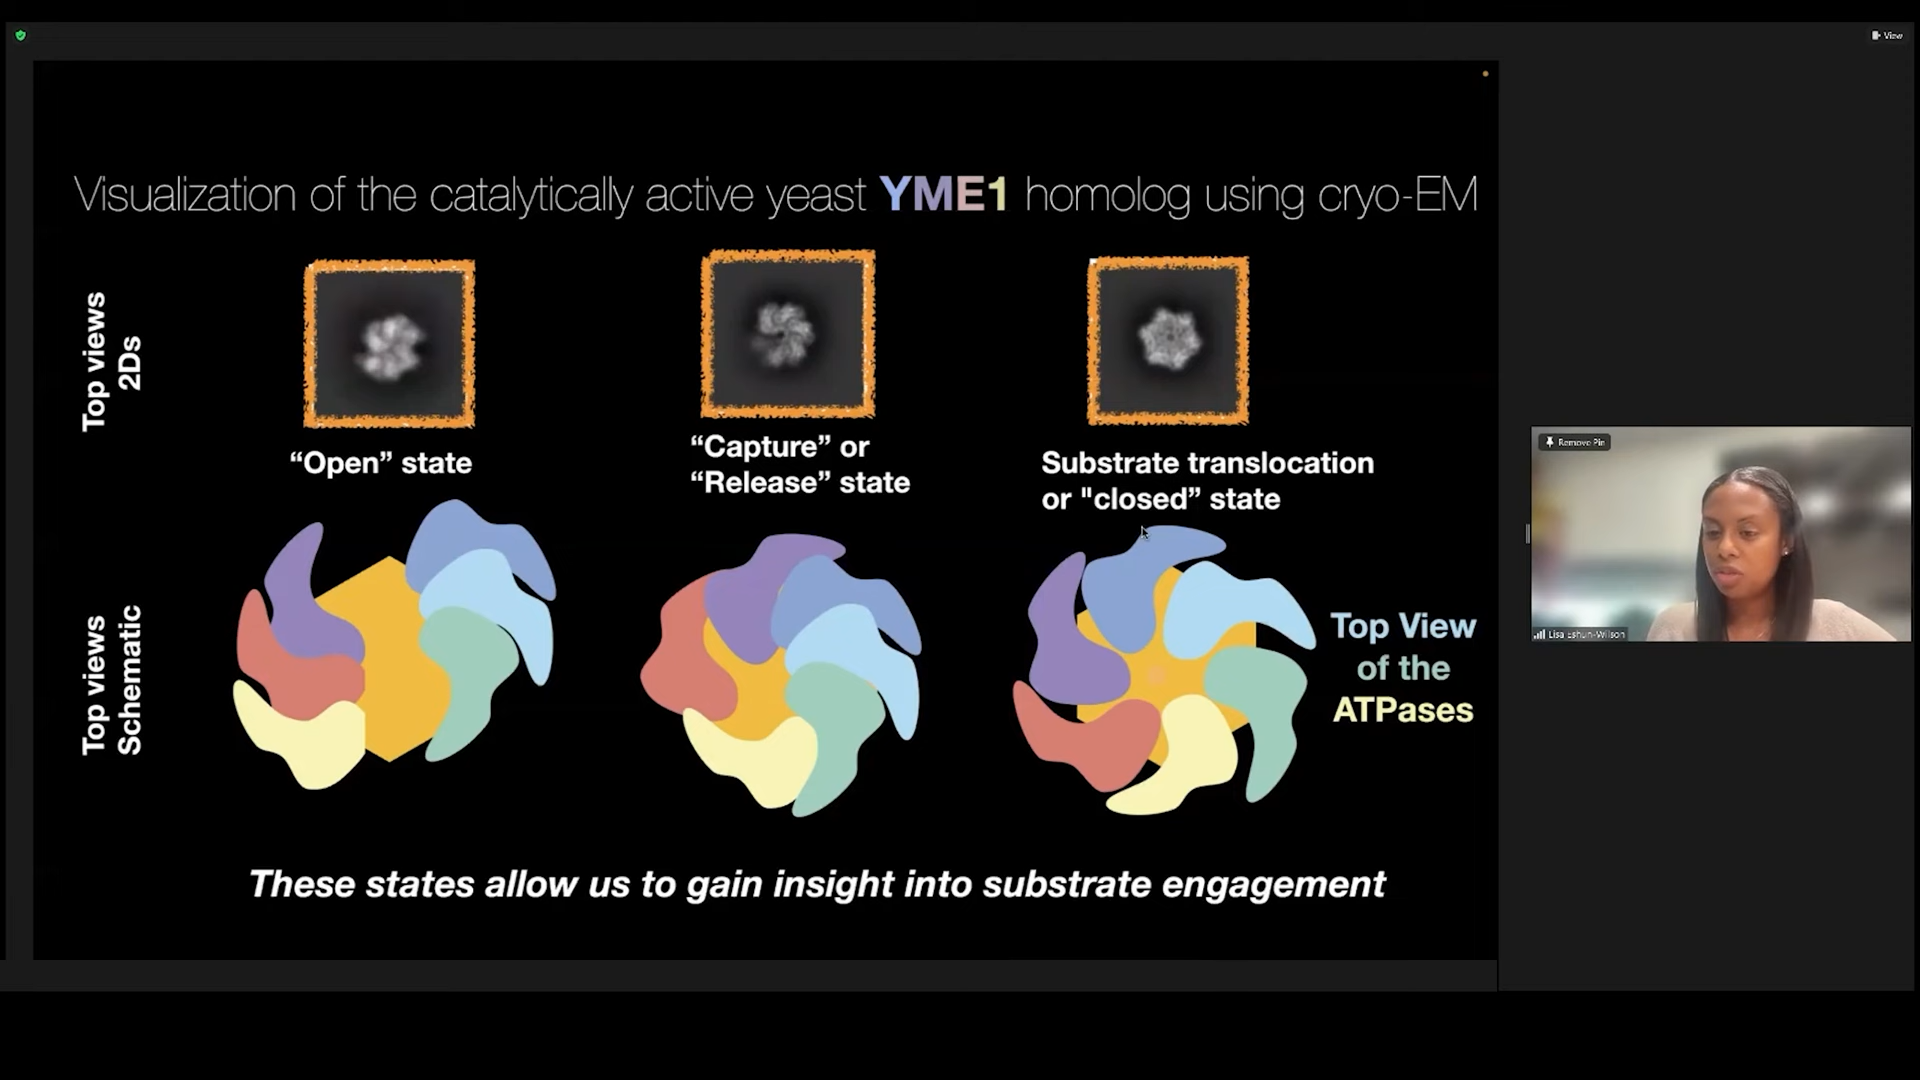 View
Visualization of the catalytically active yeast YME1 homolog using cryo-EM
Top views
2Ds
"Open" state
"Capture" or
"Release" state
Substrate translocation
or "closed" state
Top views
Schematic
Top View
of the
ATPases
These states allow us to gain insight into substrate engagement
Remove Pin
Lisa Eshun-Wilson